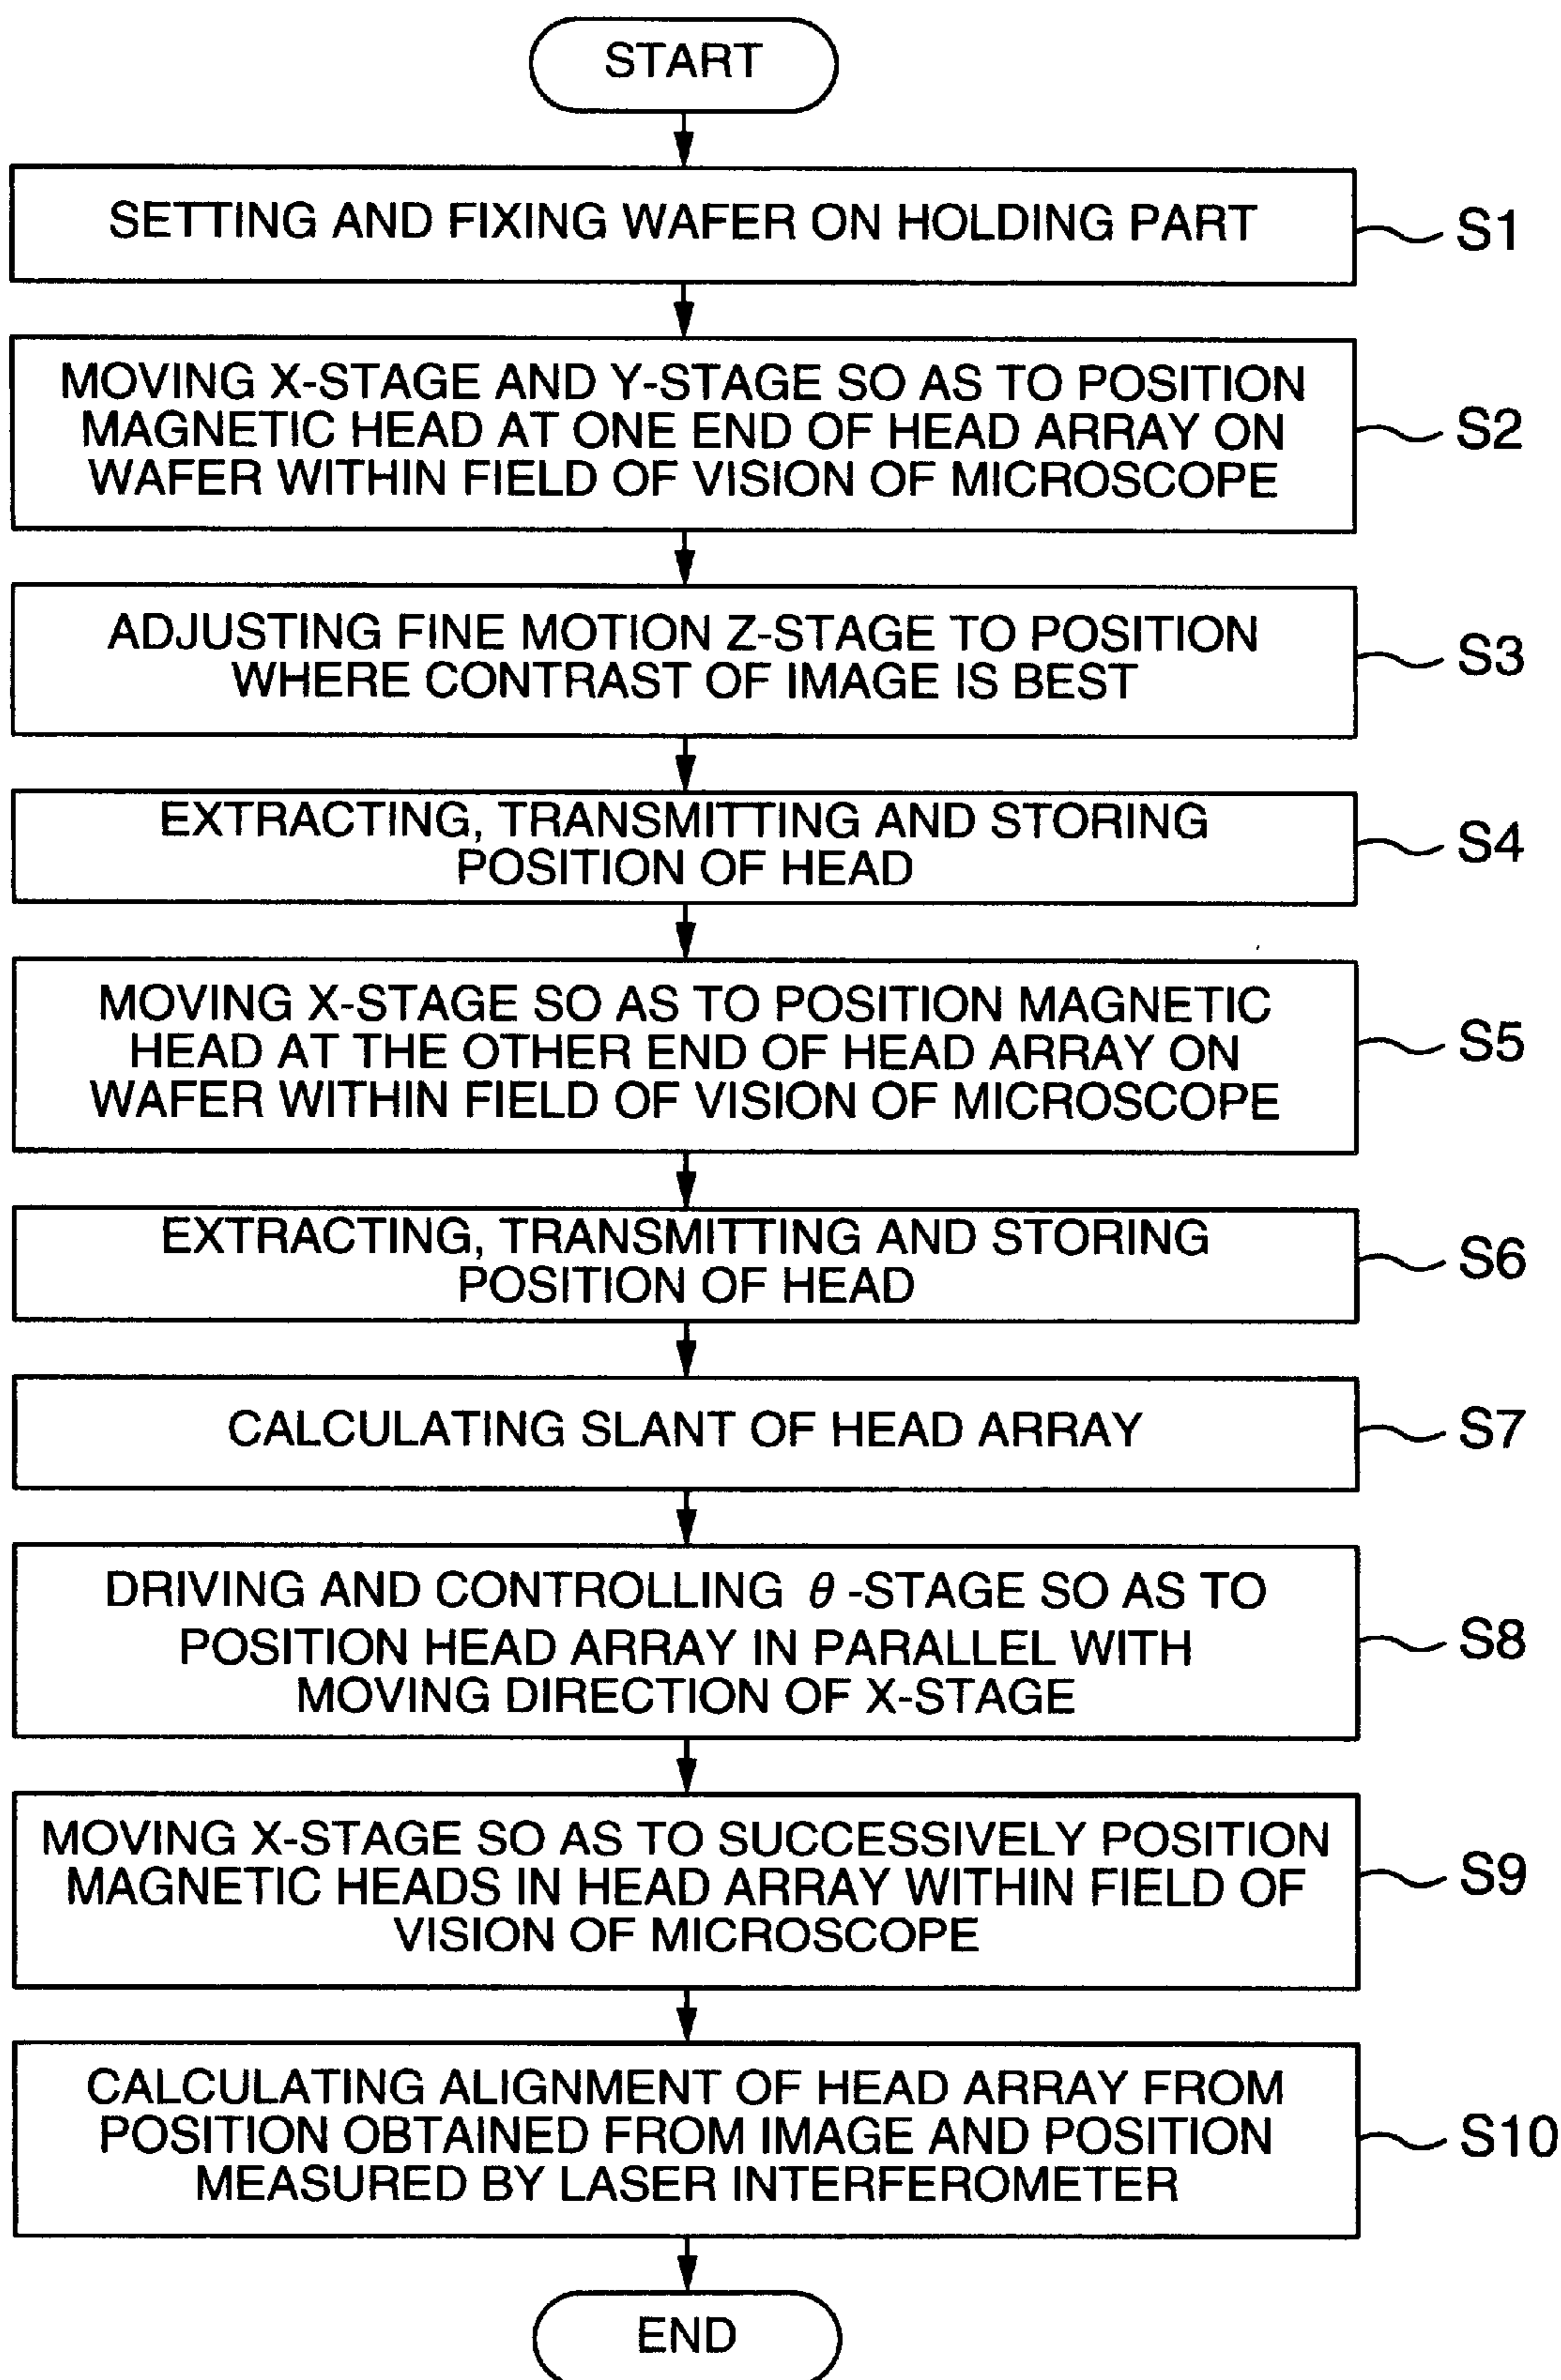 START
SETTING AND FIXING WAFER ON HOLDING PART
S1
MOVING X-STAGE AND Y-STAGE SO AS TO POSITION
MAGNETIC HEAD AT ONE END OF HEAD ARRAY ON
WAFER WITHIN FIELD OF VISION OF MICROSCOPE
S2
ADJUSTING FINE MOTION Z-STAGE TO POSITION
WHERE CONTRAST OF IMAGE IS BEST
S3
EXTRACTING, TRANSMITTING AND STORING
POSITION OF HEAD
S4
MOVING X-STAGE SO AS TO POSITION MAGNETIC
HEAD AT THE OTHER END OF HEAD ARRAY ON
WAFER WITHIN FIELD OF VISION OF MICROSCOPE
S5
EXTRACTING, TRANSMITTING AND STORING
POSITION OF HEAD
S6
CALCULATING SLANT OF HEAD ARRAY
S7
DRIVING AND CONTROLLING θ-STAGE SO AS TO
POSITION HEAD ARRAY IN PARALLEL WITH
MOVING DIRECTION OF X-STAGE
S8
MOVING X-STAGE SO AS TO SUCCESSIVELY POSITION
MAGNETIC HEADS IN HEAD ARRAY WITHIN FIELD OF
VISION OF MICROSCOPE
S9
CALCULATING ALIGNMENT OF HEAD ARRAY FROM
POSITION OBTAINED FROM IMAGE AND POSITION
MEASURED BY LASER INTERFEROMETER
S10
END